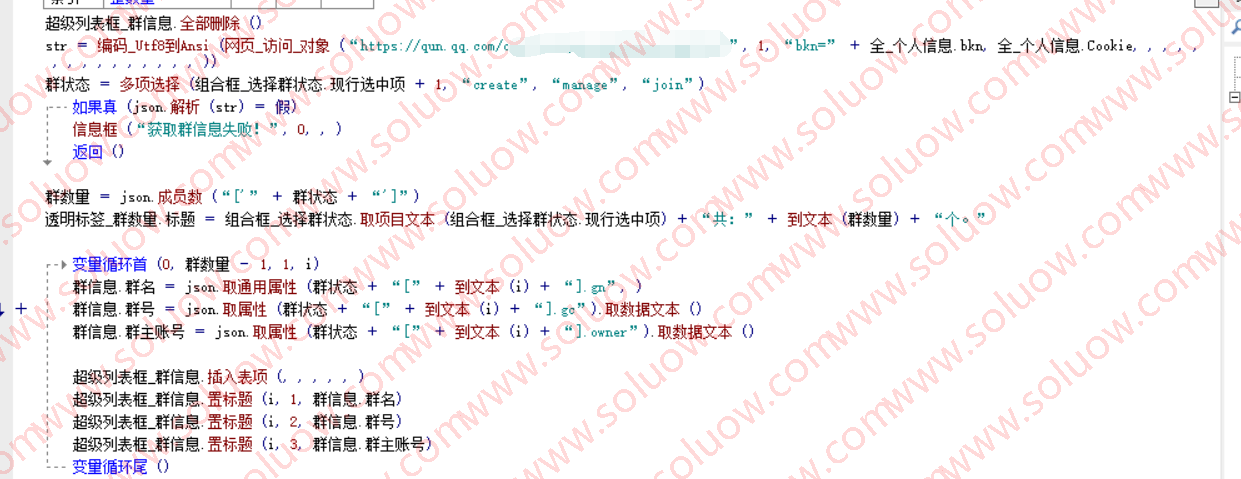 超级列表框_群信息.全部删除 ()
str = 编码_Utf8到Ansi (网页_访问_对象 (“https://qun.qq.com/c”, 1, “bkn=” + 全_个人信息.bkn, 全_个人信息.Cookie, , , , ,
, , , , , , , , , , ))
群状态 = 多项选择 (组合框_选择群状态.现行选中项 + 1, “create”, “manage”, “join”)
如果真 (json.解析 (str) = 假)
信息框 (“获取群信息失败！”, 0, , )
返回 ()
群数量 = json.成员数 (“['” + 群状态 + “']”)
透明标签_群数量.标题 = 组合框_选择群状态.取项目文本 (组合框_选择群状态.现行选中项) + “共：” + 到文本 (群数量) + “个。”
变量循环首 (0, 群数量 - 1, 1, i)
群信息.群名 = json.取通用属性 (群状态 + “[” + 到文本 (i) + “].gn”, )
群信息.群号 = json.取属性 (群状态 + “[” + 到文本 (i) + “].gc”).取数据文本 ()
群信息.群主账号 = json.取属性 (群状态 + “[” + 到文本 (i) + “].owner”).取数据文本 ()
超级列表框_群信息.插入表项 (, , , , , )
超级列表框_群信息.置标题 (i, 1, 群信息.群名)
超级列表框_群信息.置标题 (i, 2, 群信息.群号)
超级列表框_群信息.置标题 (i, 3, 群信息.群主账号)
变量循环尾 ()
www.soluow.com